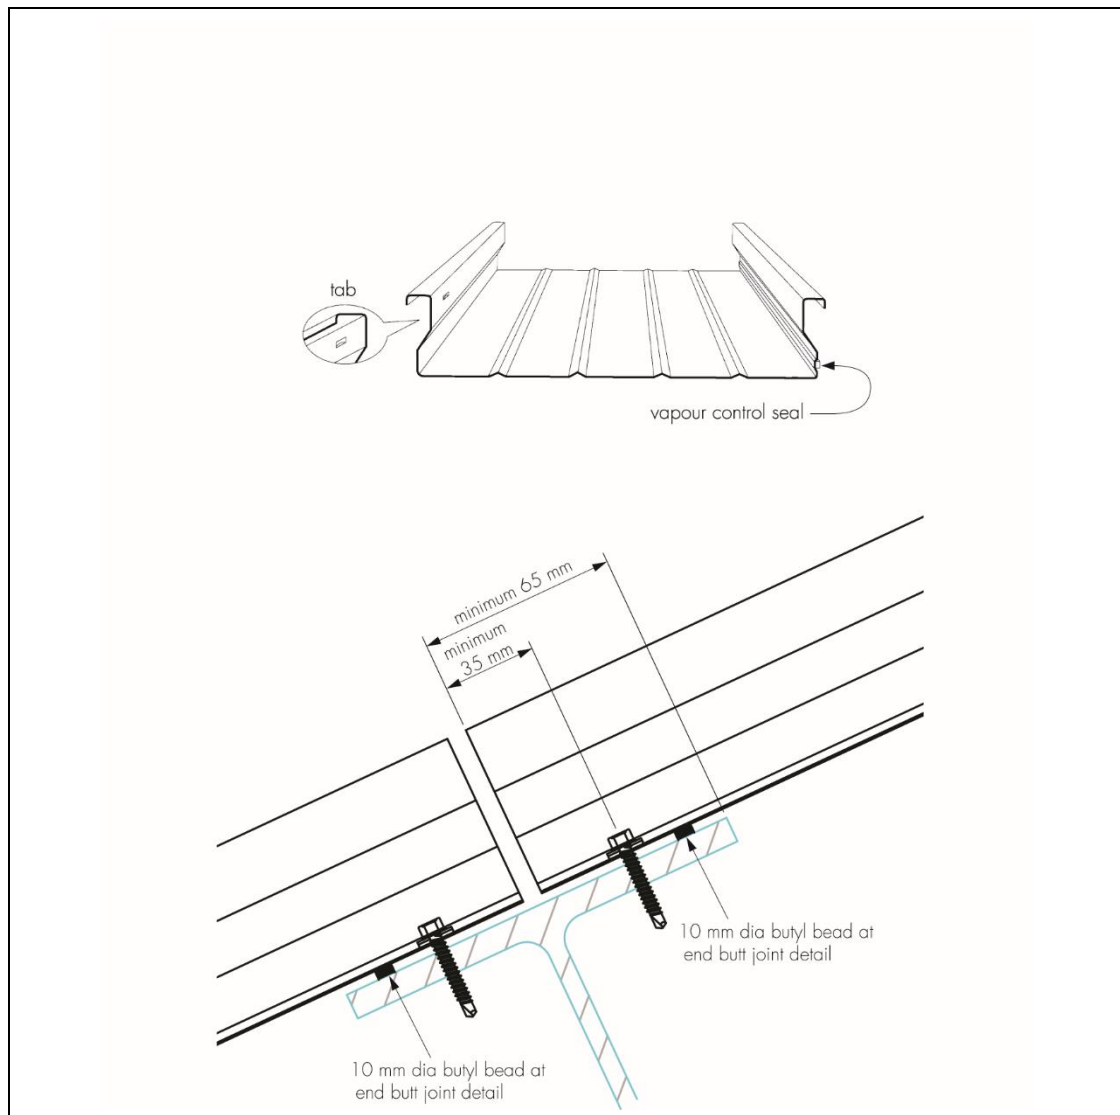 tab
vapour control seal
minimum 65 mm
minimum
35 mm
10 mm dia butyl bead at
end butt joint detail
10 mm dia butyl bead at
end butt joint detail